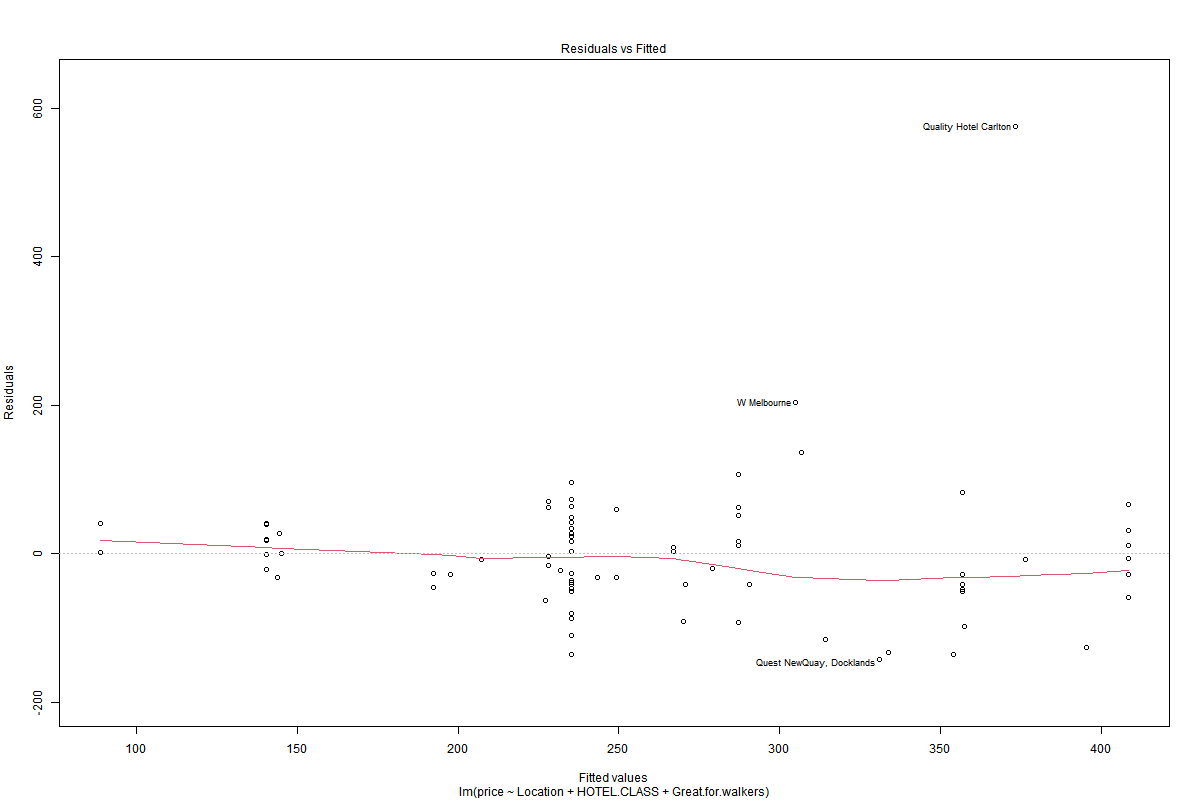 Residuals vs Fitted
600
400
200
0
-200
Residuals
Quality Hotel Carlton
W Melbourne
Quest NewQuay, Docklands
100 150 200 250 300 350 400
Fitted values
lm(price ~ Location + HOTEL.CLASS + Great.for.walkers)